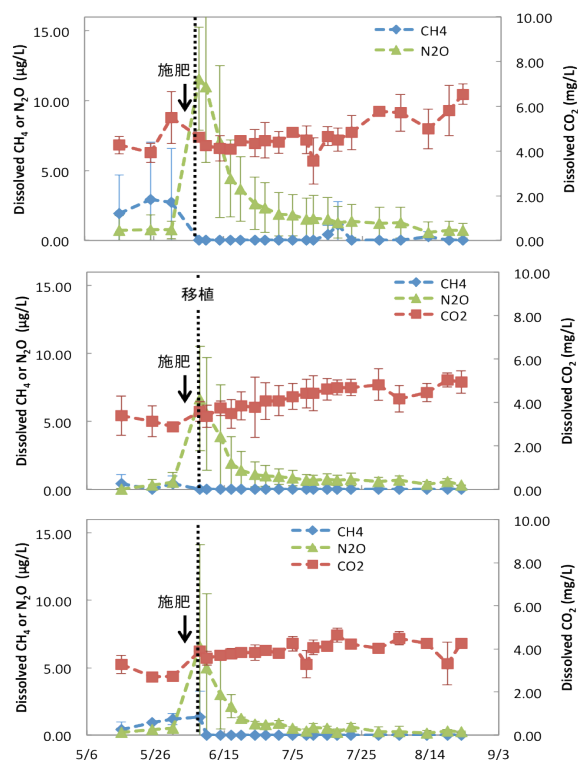 Dissolved CH4 or N2O (µg/L)
15.00
10.00
5.00
0.00
施肥
CH4
N2O
10.00
8.00
6.00
4.00
2.00
0.00
Dissolved CO2 (mg/L)
Dissolved CH4 or N2O (µg/L)
15.00
10.00
5.00
0.00
移植
施肥
CH4
N2O
CO2
10.00
8.00
6.00
4.00
2.00
0.00
Dissolved CO2 (mg/L)
Dissolved CH4 or N2O (µg/L)
15.00
10.00
5.00
0.00
施肥
CH4
N2O
CO2
10.00
8.00
6.00
4.00
2.00
0.00
Dissolved CO2 (mg/L)
5/6 5/26 6/15 7/5 7/25 8/14 9/3